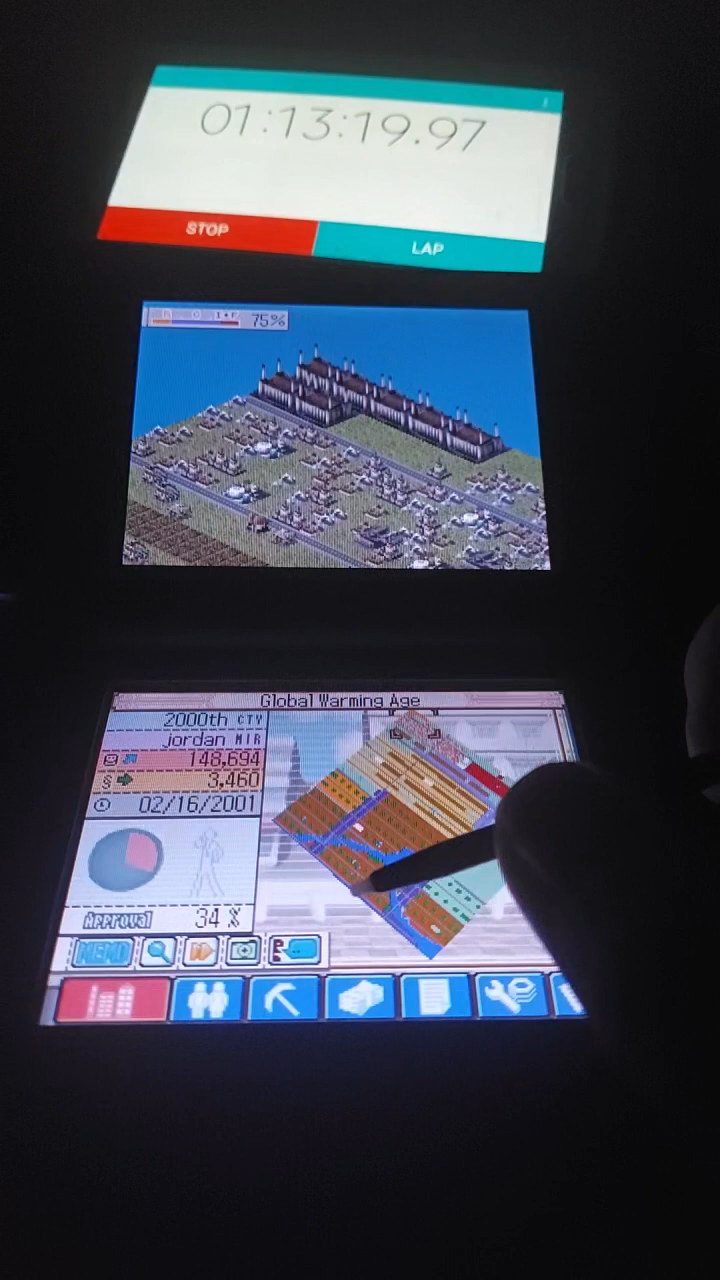 01:13:19.97
STOP
LAP
R C I+F 75%
Global Warming Age
2000th CTY
jordan MIR
148,694
§ 3,460
02/16/2001
Approval 34 %
MEMO